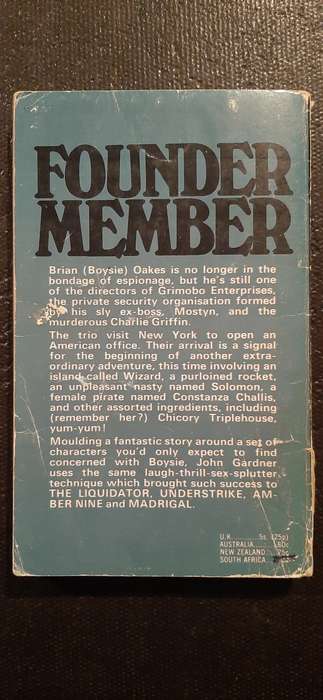 FOUNDER
MEMBER
Brian (Boysie) Oakes is no longer in the
bondage of espionage, but he's still one
of the directors of Grimobo Enterprises,
the private security organisation formed
by his sly ex-boss, Mostyn, and the
murderous Charlie Griffin.
The trio visit New York to open an
American office. Their arrival is a signal
for the beginning of another extra-
ordinary adventure, this time involving an
island called Wizard, a purloined rocket,
an unpleasant nasty named Solomon, a
female pirate named Constanza Challis,
and other assorted ingredients, including
(remember her?) Chicory Triplehouse,
yum-yum!
Moulding a fantastic story around a set of
characters you'd only expect to find
concerned with Boysie, John Gardner
uses the same laugh-thrill-sex-splutter
technique which brought such success to
THE LIQUIDATOR, UNDERSTRIKE, AM-
BER NINE and MADRIGAL.
U.K. 5s. (25p)
AUSTRALIA 80c
NEW ZEALAND 75c
SOUTH AFRICA